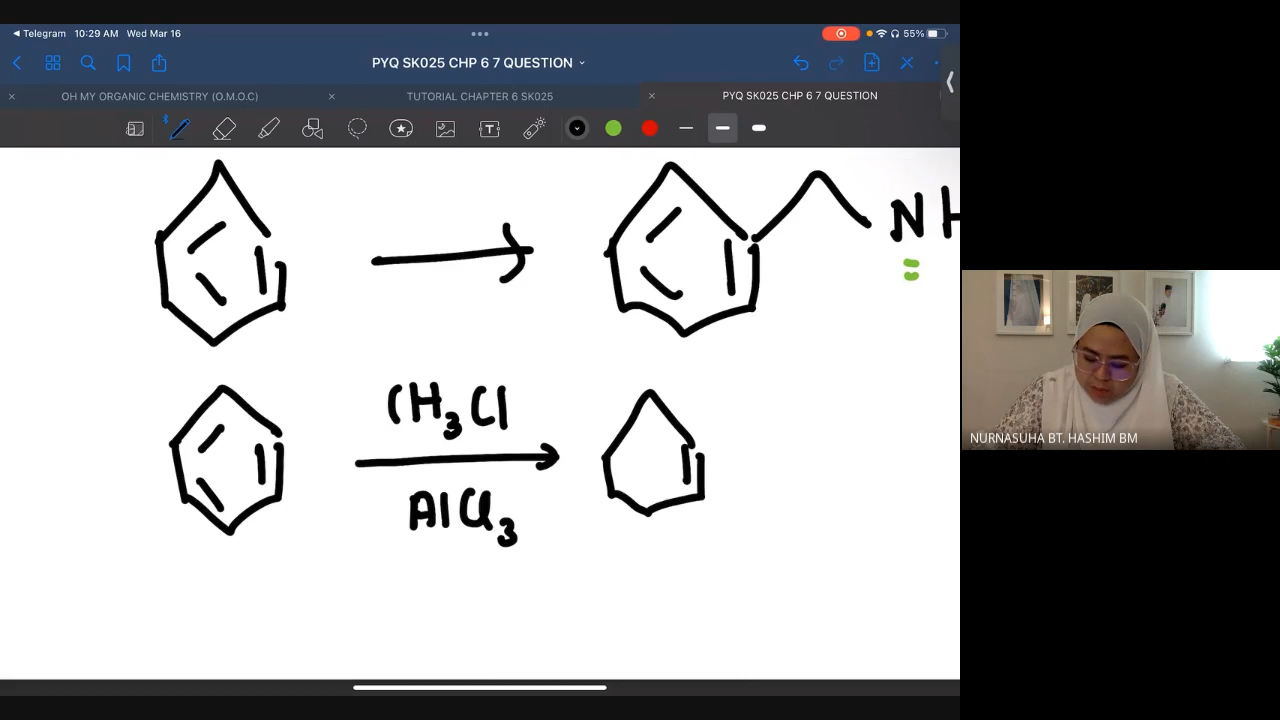 Telegram 10:29 AM Wed Mar 16 55%
PYQ SK025 CHP 6 7 QUESTION
OH MY ORGANIC CHEMISTRY (O.M.O.C) TUTORIAL CHAPTER 6 SK025 PYQ SK025 CHP 6 7 QUESTION
T
NH
CH3Cl
AlCl3
NURNASUHA BT. HASHIM BM